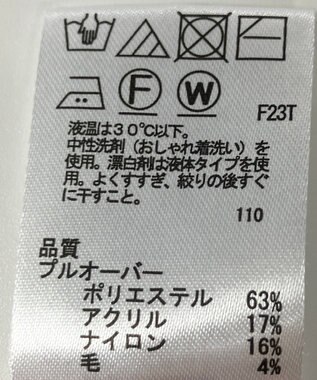 F W F23T
液温は30℃以下。
中性洗剤（おしゃれ着洗い）を
使用。漂白剤は液体タイプを使
用。よくすすぎ、絞りの後すぐ
に干すこと。
110
品質
プルオーバー
ポリエステル 63%
アクリル 17%
ナイロン 16%
毛 4%